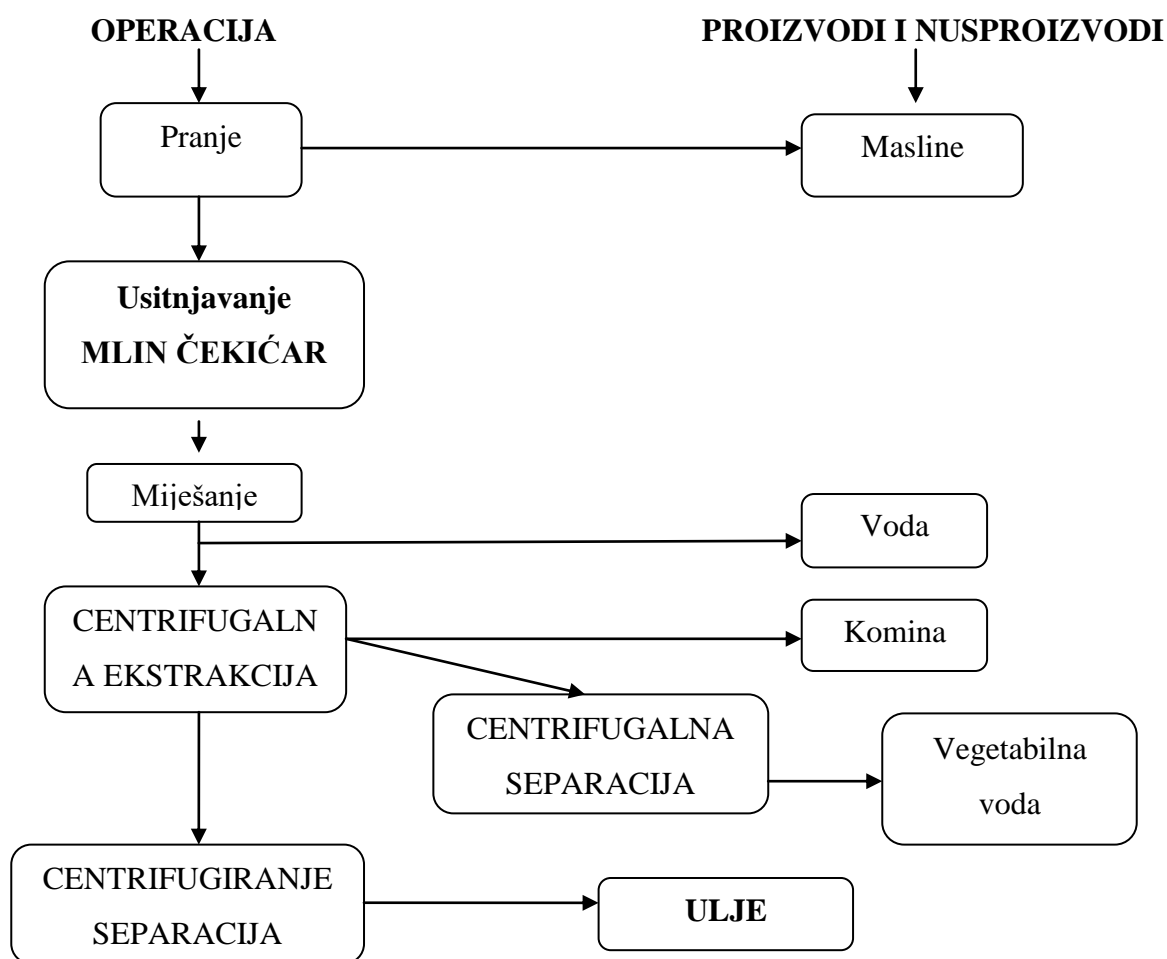 OPERACIJA
PROIZVODI I NUSPROIZVODI
Pranje
Masline
Usitnjavanje
MLIN ČEKIĆAR
Miješanje
Voda
CENTRIFUGALN
A EKSTRAKCIJA
Komina
CENTRIFUGALNA
SEPARACIJA
Vegetabilna
voda
CENTRIFUGIRANJE
SEPARACIJA
ULJE